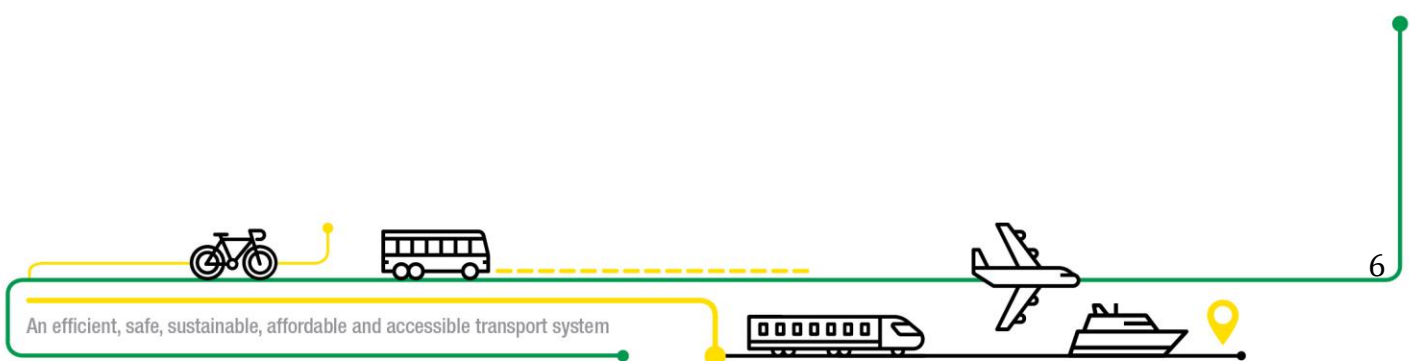 6
An efficient, safe, sustainable, affordable and accessible transport system